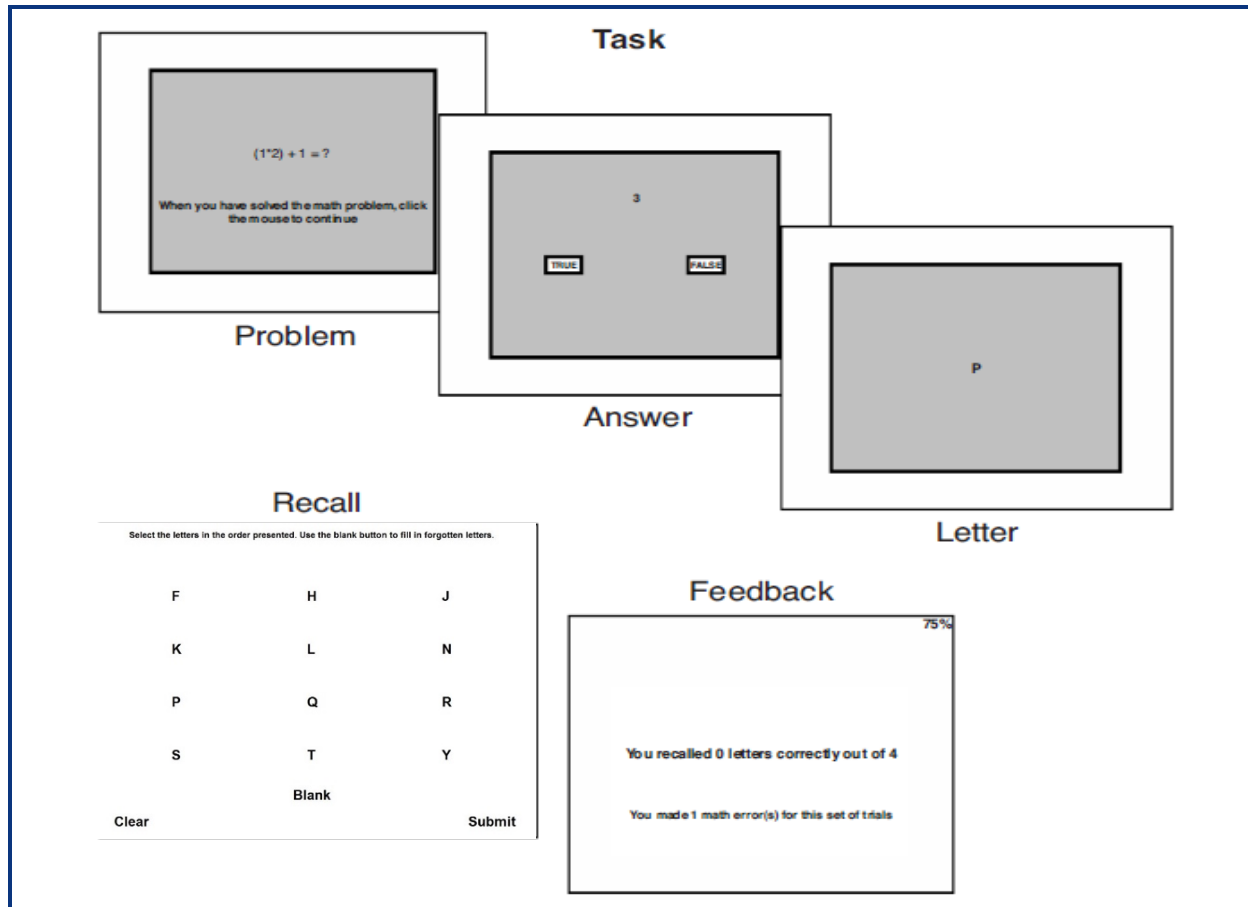 Task
(1*2) + 1 = ?
When you have solved the math problem, click
the mouse to continue
Problem
3
TRUE FALSE
Answer
P
Letter
Recall
Select the letters in the order presented. Use the blank button to fill in forgotten letters.
F H J
K L N
P Q R
S T Y
Blank
Clear Submit
Feedback
75%
You recalled 0 letters correctly out of 4
You made 1 math error(s) for this set of trials